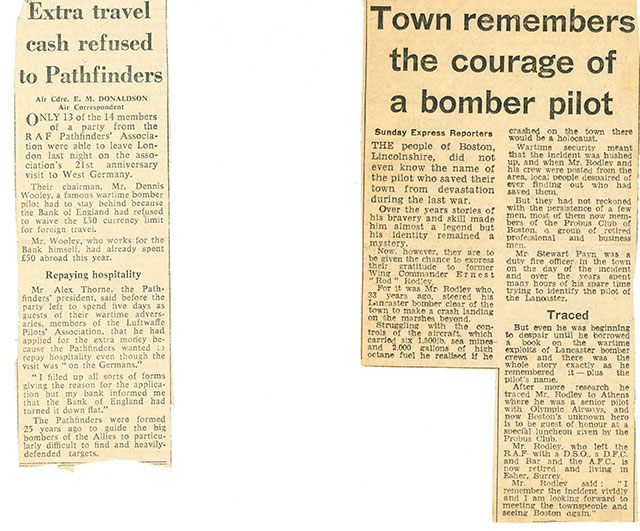 Extra travel
cash refused
to Pathfinders
Air Cdre. E. M. DONALDSON
Air Correspondent
ONLY 13 of the 14 members
of a party from the
RAF Pathfinders' Associa-
tion were able to leave Lon-
don last night on the asso-
ciation's 21st anniversary
visit to West Germany.
Their chairman, Mr. Dennis
Wooley, a famous wartime bomber
pilot had to stay behind because
the Bank of England had refused
to waive the £50 currency limit
for foreign travel.
Mr. Wooley, who works for the
Bank himself, had already spent
£50 abroad this year.
Repaying hospitality
Mr Alex Thorne, the Path-
finders' president, said before the
party left to spend five days as
guests of their wartime adver-
saries, members of the Luftwaffe
Pilots' Association, that he had
applied for the extra money be-
cause the Pathfinders wanted to
repay hospitality even though the
visit was "on the Germans."
"I filled up all sorts of forms
giving the reason for the applica-
tion but my bank informed me
that the Bank of England had
turned it down flat."
The Pathfinders were formed
25 years ago to guide the big
bombers of the Allies to particu-
larly difficult to find and heavily-
defended targets.
Town remembers
the courage of
a bomber pilot
Sunday Express Reporters
THE people of Boston,
Lincolnshire, did not
even know the name of
the pilot who saved their
town from devastation
during the last war.
Over the years stories of
his bravery and skill made
him almost a legend but
his identity remained a
mystery.
Now, however, they are to
be given the chance to express
their gratitude to former
Wing Commander Ernest
"Rod" Rodley.
For it was Mr Rodley who,
33 years ago, steered his
Lancaster bomber clear of the
town to make a crash landing
on the marshes beyond.
Struggling with the con-
trols of the aircraft, which
carried six 1,500lb. sea mines
and 2,000 gallons of high
octane fuel he realised if he
crashed on the town there
would be a holocaust.
Wartime security meant
that the incident was hushed
up, and when Mr. Rodley and
his crew were posted from the
area, local people despaired of
ever finding out who had
saved them.
But they had not reckoned
with the persistence of a few
men, most of them now mem-
bers of the Probus Club of
Boston, a group of retired
professional and business
men.
Mr Stewart Payn was a
duty fire officer in the town
on the day of the incident
and over the years spent
many hours of his spare time
trying to identify the pilot of
the Lancaster.
Traced
But even he was beginning
to despair until he borrowed
a book on the wartime
exploits of Lancaster bomber
crews and there was the
whole story exactly as he
remembered it—plus the
pilot's name.
After more research he
traced Mr. Rodley to Athens
where he was a senior pilot
with Olympic Airways, and
now Boston's unknown hero
is to be guest of honour at a
special luncheon given by the
Probus Club.
Mr. Rodley, who left the
R.A.F. with a D.S.O., a D.F.C.
and Bar and the A.F.C., is
now retired and living in
Esher, Surrey.
Mr. Rodley said: "I
remember the incident vividly
and I am looking forward to
meeting the townspeople and
seeing Boston again."